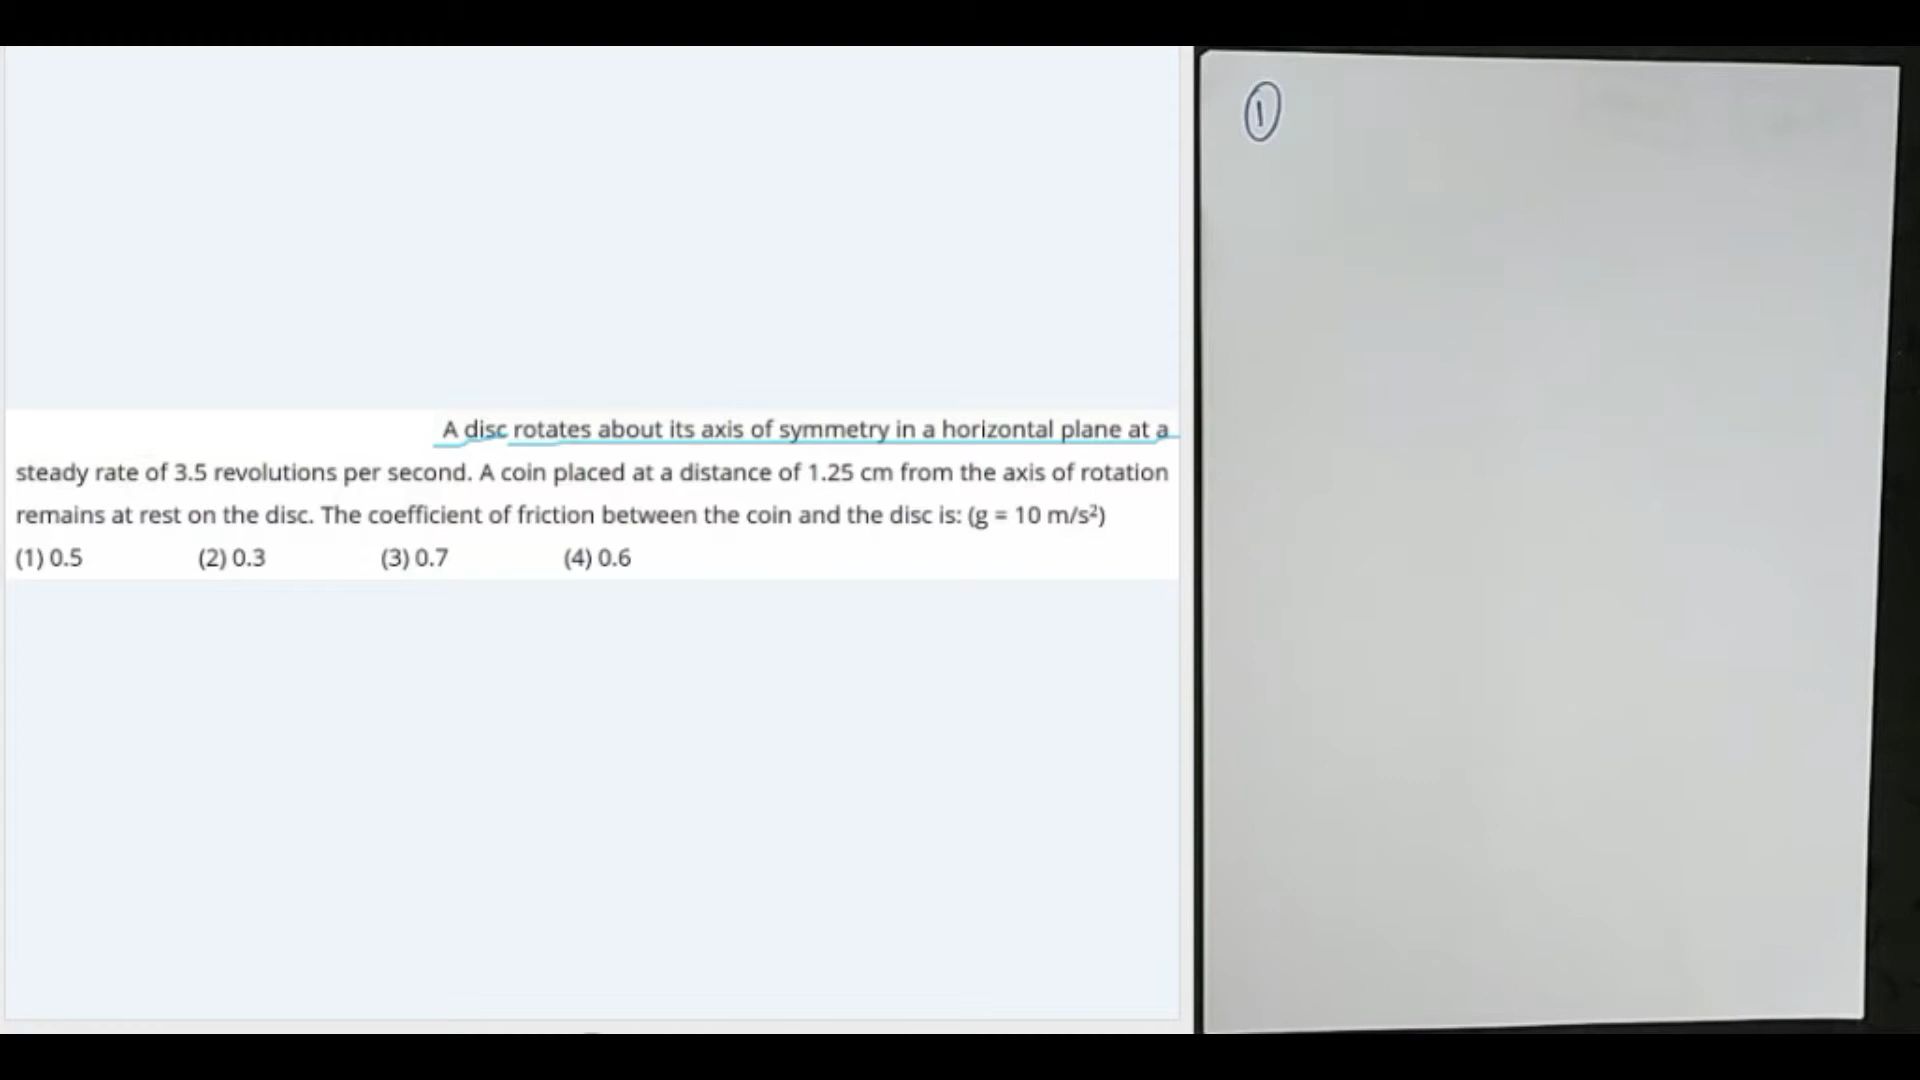 A disc rotates about its axis of symmetry in a horizontal plane at a
steady rate of 3.5 revolutions per second. A coin placed at a distance of 1.25 cm from the axis of rotation
remains at rest on the disc. The coefficient of friction between the coin and the disc is: (g = 10 m/s²)
(1) 0.5 (2) 0.3 (3) 0.7 (4) 0.6
1